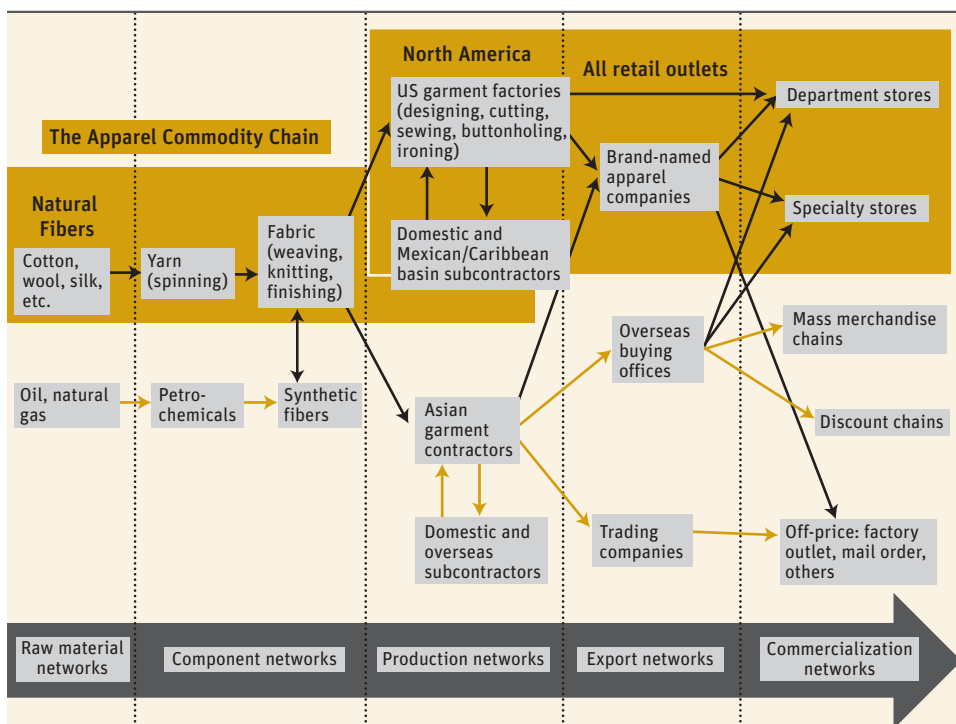 North America
All retail outlets
US garment factories
(designing, cutting,
sewing, buttonholing,
ironing)
Department stores
The Apparel Commodity Chain
Brand-named
apparel
companies
Natural
Fibers
Specialty stores
Cotton,
wool, silk,
etc.
Yarn
(spinning)
Fabric
(weaving,
knitting,
finishing)
Domestic and
Mexican/Caribbean
basin subcontractors
Overseas
buying
offices
Mass merchandise
chains
Oil, natural
gas
Petro-
chemicals
Synthetic
fibers
Asian
garment
contractors
Discount chains
Domestic and
overseas
subcontractors
Trading
companies
Off-price: factory
outlet, mail order,
others
Raw material
networks
Component networks
Production networks
Export networks
Commercialization
networks